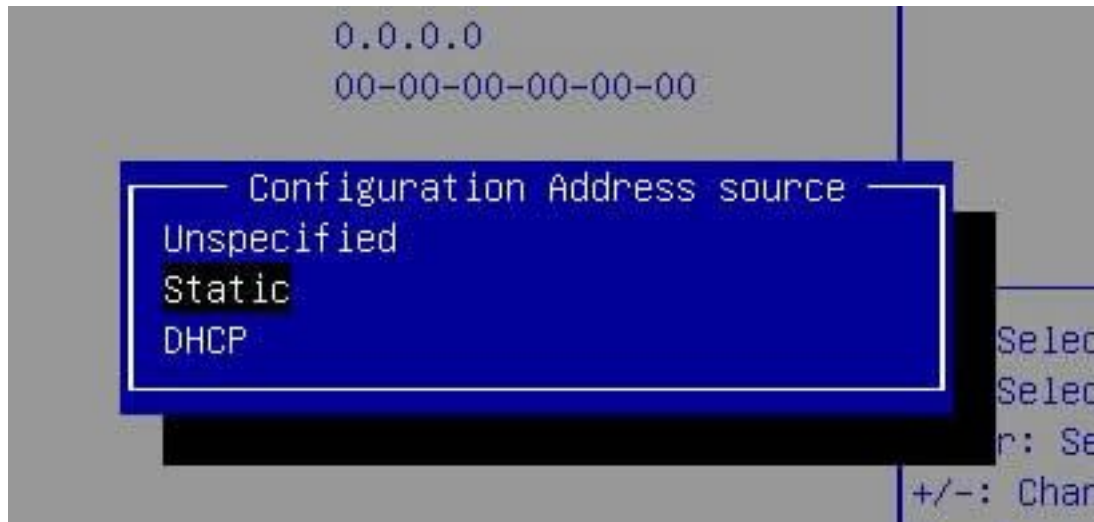 0.0.0.0
00-00-00-00-00-00
Configuration Address source
Unspecified
Static
DHCP
+/-: